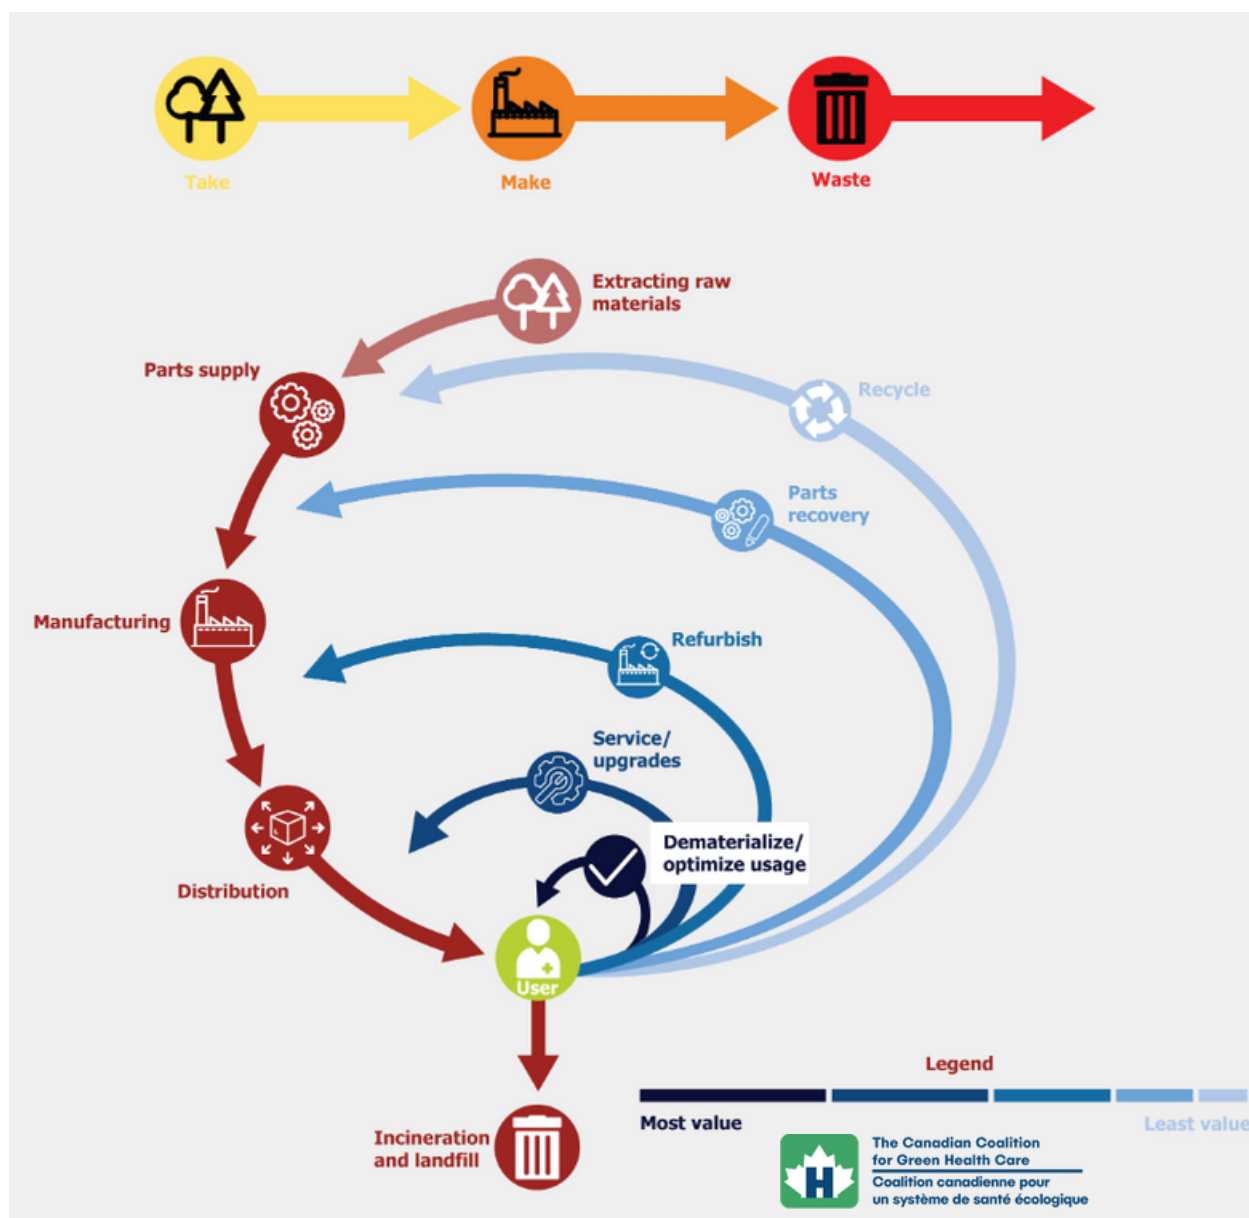 Take
Make
Waste
Extracting raw
materials
Parts supply
Recycle
Parts
recovery
Manufacturing
Refurbish
Service/
upgrades
Dematerialize/
optimize usage
Distribution
User
Legend
Most value
Least value
Incineration
and landfill
H
The Canadian Coalition
for Green Health Care
Coalition canadienne pour
un système de santé écologique